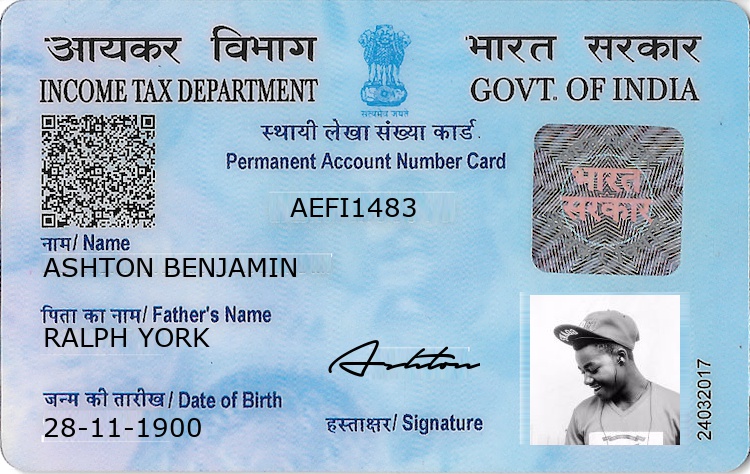 आयकर विभाग
INCOME TAX DEPARTMENT
सत्यमेव जयते
भारत सरकार
GOVT. OF INDIA
स्थायी लेखा संख्या कार्ड
Permanent Account Number Card
AEFI1483
भारत
सरकार
नाम/ Name
ASHTON BENJAMIN
पिता का नाम/ Father's Name
RALPH YORK
जन्म की तारीख/ Date of Birth
28-11-1900
Ashton
हस्ताक्षर/ Signature
24032017